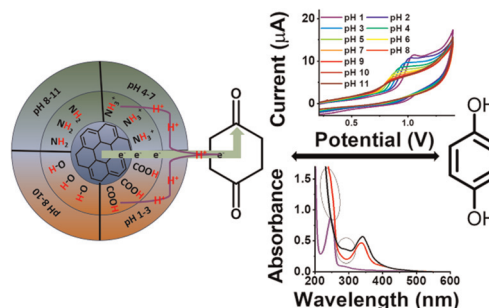 pH 8-11
pH 4-7
NH₂
NH₂
NH₂
NH₃⁺
NH₃⁺
NH₃⁺
H⁺
H⁺
H⁺
H⁺
e⁻ e⁻ e⁻ e⁻
COOH
COOH
COOH
pH 8-10
pH 1-3
O
O
Current (µA)
20
10
0
pH 1
pH 2
pH 3
pH 4
pH 5
pH 6
pH 7
pH 8
pH 9
pH 10
pH 11
0.5
1.0
Potential (V)
Absorbance
1.5
1.0
0.5
0.0
200 300 400 500 600
Wavelength (nm)
OH
OH